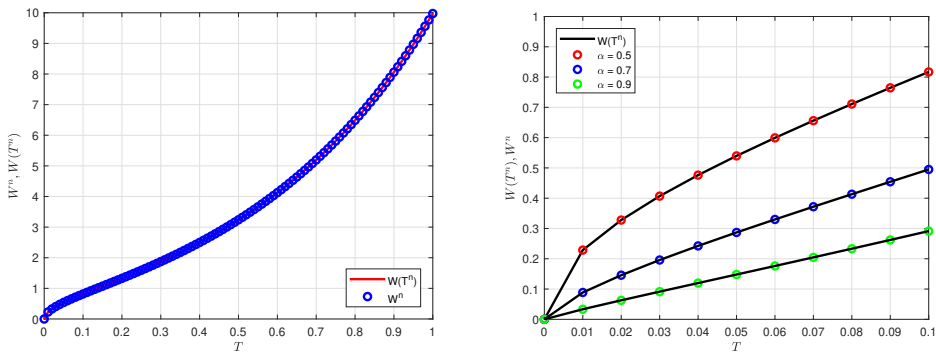 10
9
8
7
6
5
4
3
2
1
0
W^n, W(T^n)
0 0.1 0.2 0.3 0.4 0.5 0.6 0.7 0.8 0.9 1
T
W(T^n)
W^n
1
0.9
0.8
0.7
0.6
0.5
0.4
0.3
0.2
0.1
0
W(T^n), W^n
0 0.01 0.02 0.03 0.04 0.05 0.06 0.07 0.08 0.09 0.1
T
W(T^n)
α = 0.5
α = 0.7
α = 0.9